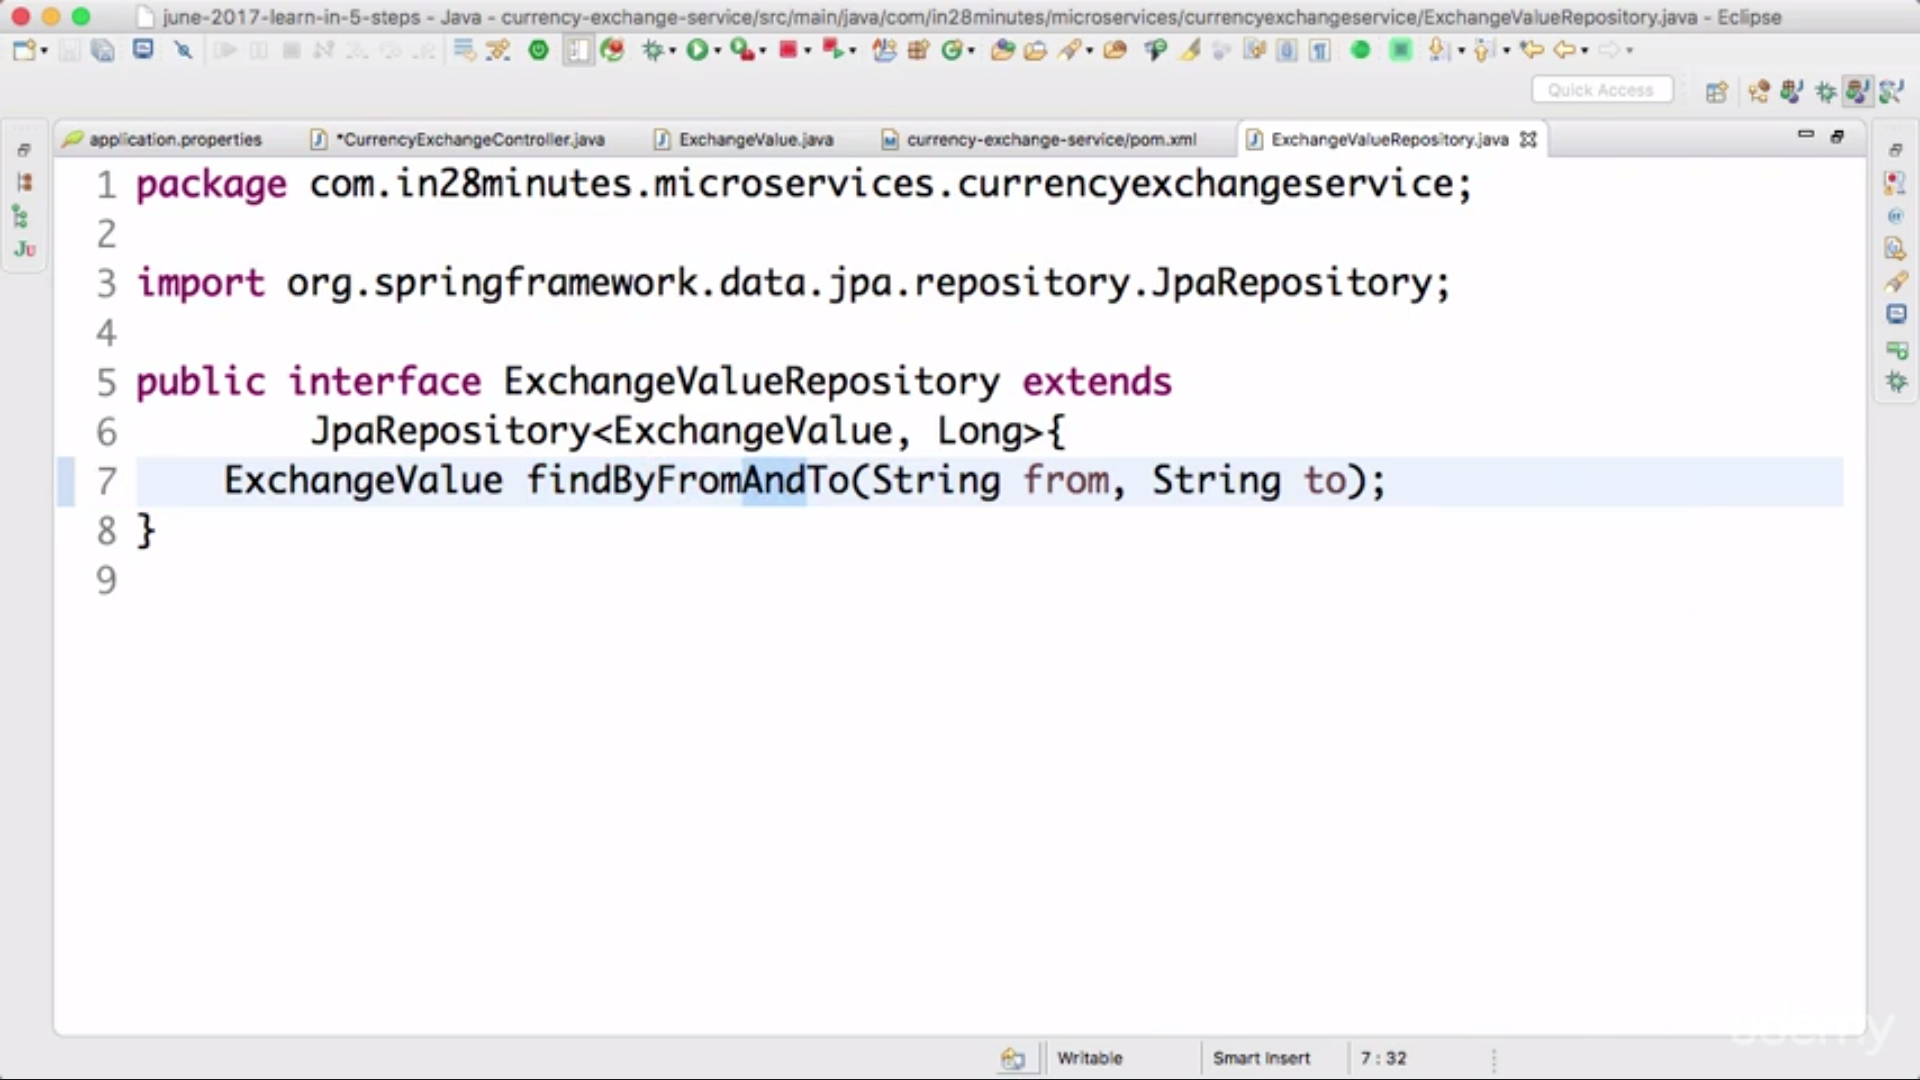 june-2017-learn-in-5-steps - Java - currency-exchange-service/src/main/java/com/in28minutes/microservices/currencyexchangeservice/ExchangeValueRepository.java - Eclipse
Quick Access
application.properties *CurrencyExchangeController.java ExchangeValue.java currency-exchange-service/pom.xml ExchangeValueRepository.java
1 package com.in28minutes.microservices.currencyexchangeservice;
2
3 import org.springframework.data.jpa.repository.JpaRepository;
4
5 public interface ExchangeValueRepository extends
6 JpaRepository<ExchangeValue, Long>{
7 ExchangeValue findByFromAndTo(String from, String to);
8 }
9
Ju
udemy
Writable Smart Insert 7 : 32